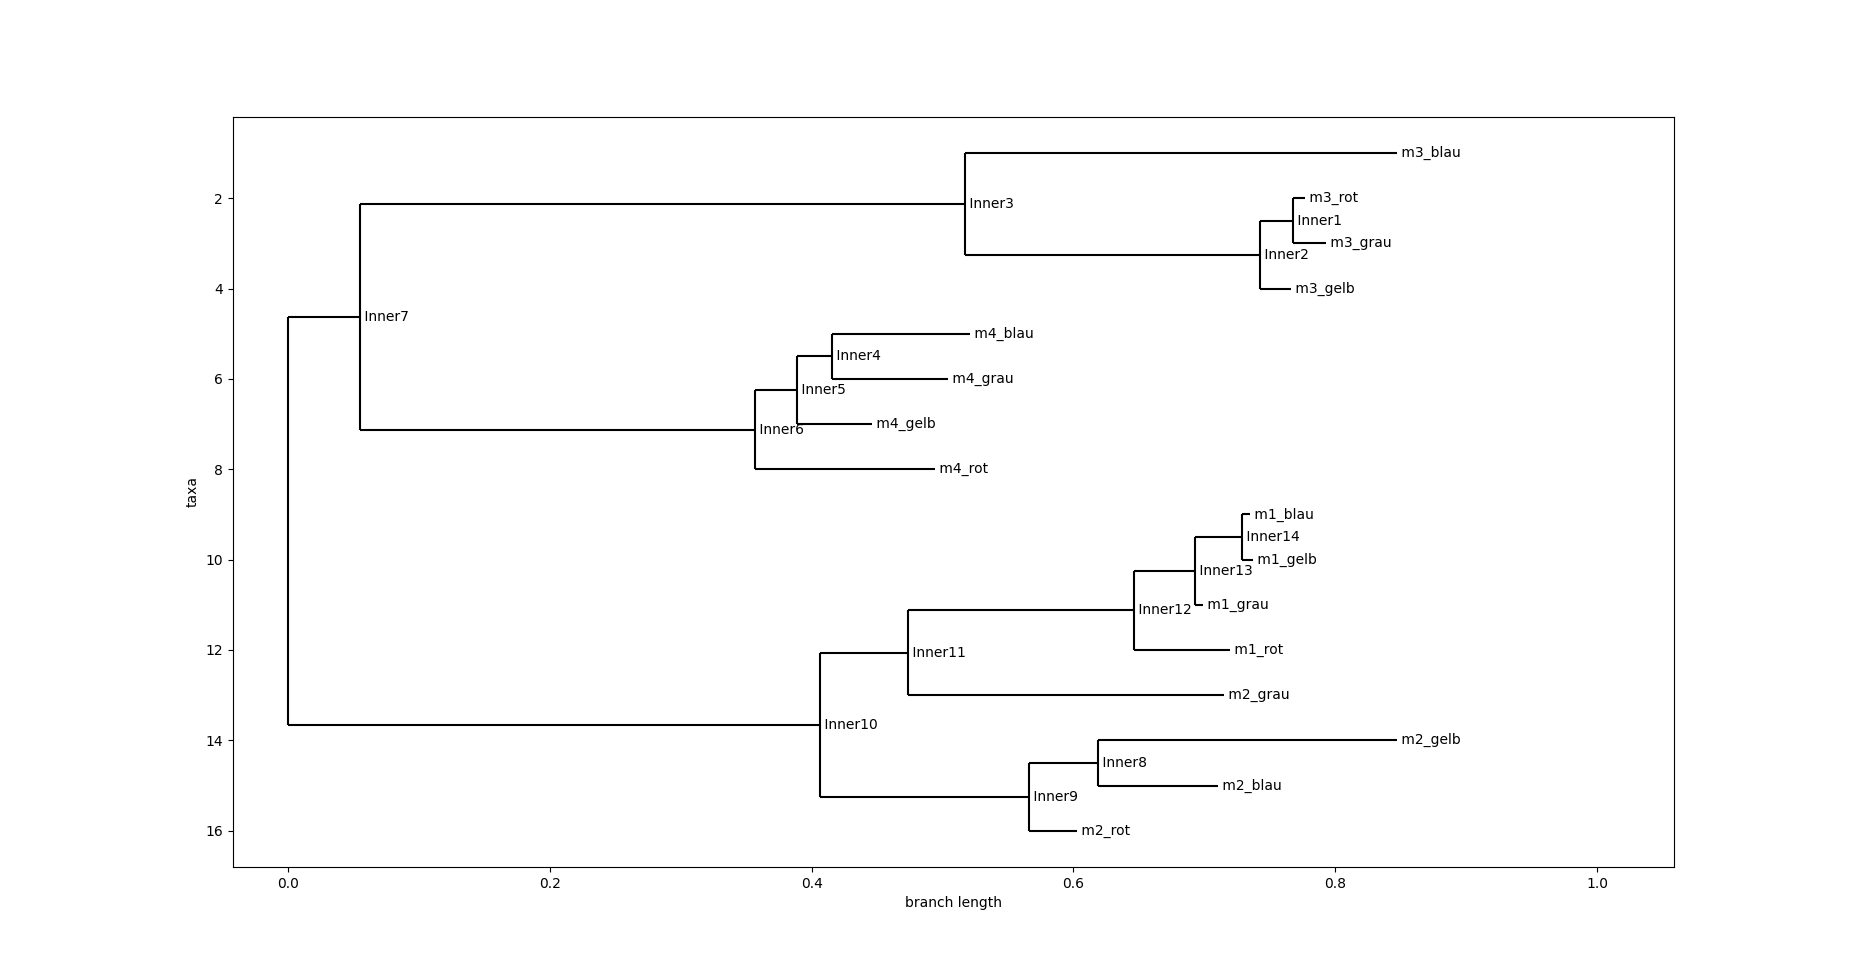 m3_blau
m3_rot
Inner3
Inner1
m3_grau
Inner2
m3_gelb
Inner7
m4_blau
Inner4
m4_grau
Inner5
m4_gelb
Inner6
m4_rot
m1_blau
Inner14
m1_gelb
Inner13
m1_grau
Inner12
m1_rot
Inner11
m2_grau
Inner10
m2_gelb
Inner8
m2_blau
Inner9
m2_rot
2
4
6
8
10
12
14
16
taxa
0.0 0.2 0.4 0.6 0.8 1.0
branch length